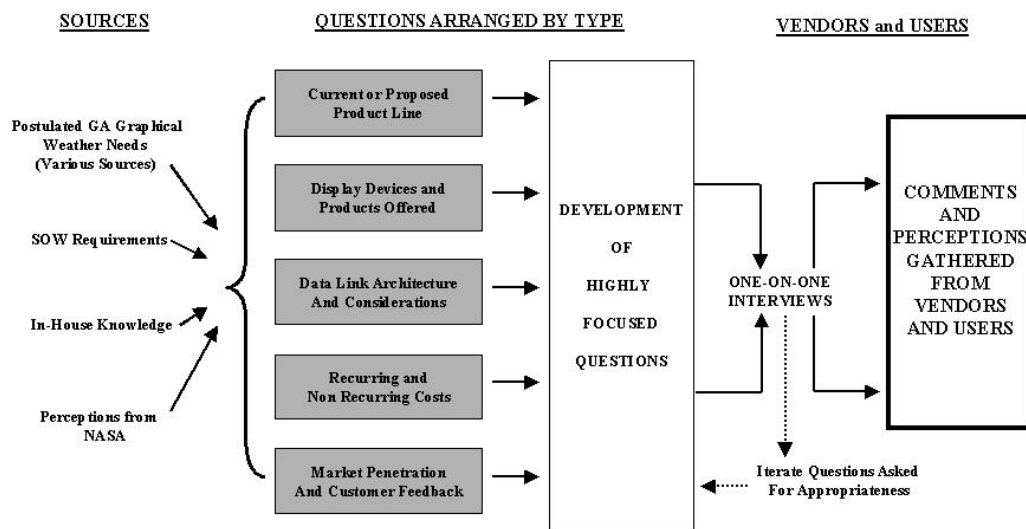 SOURCES
QUESTIONS ARRANGED BY TYPE
VENDORS and USERS
Postulated GA Graphical
Weather Needs
(Various Sources)
SOW Requirements
In-House Knowledge
Perceptions from
NASA
Current or Proposed
Product Line
Display Devices and
Products Offered
Data Link Architecture
And Considerations
Recurring and
Non Recurring Costs
Market Penetration
And Customer Feedback
DEVELOPMENT
OF
HIGHLY
FOCUSED
QUESTIONS
ONE-ON-ONE
INTERVIEWS
Iterate Questions Asked
For Appropriateness
COMMENTS
AND
PERCEPTIONS
GATHERED
FROM
VENDORS
AND USERS